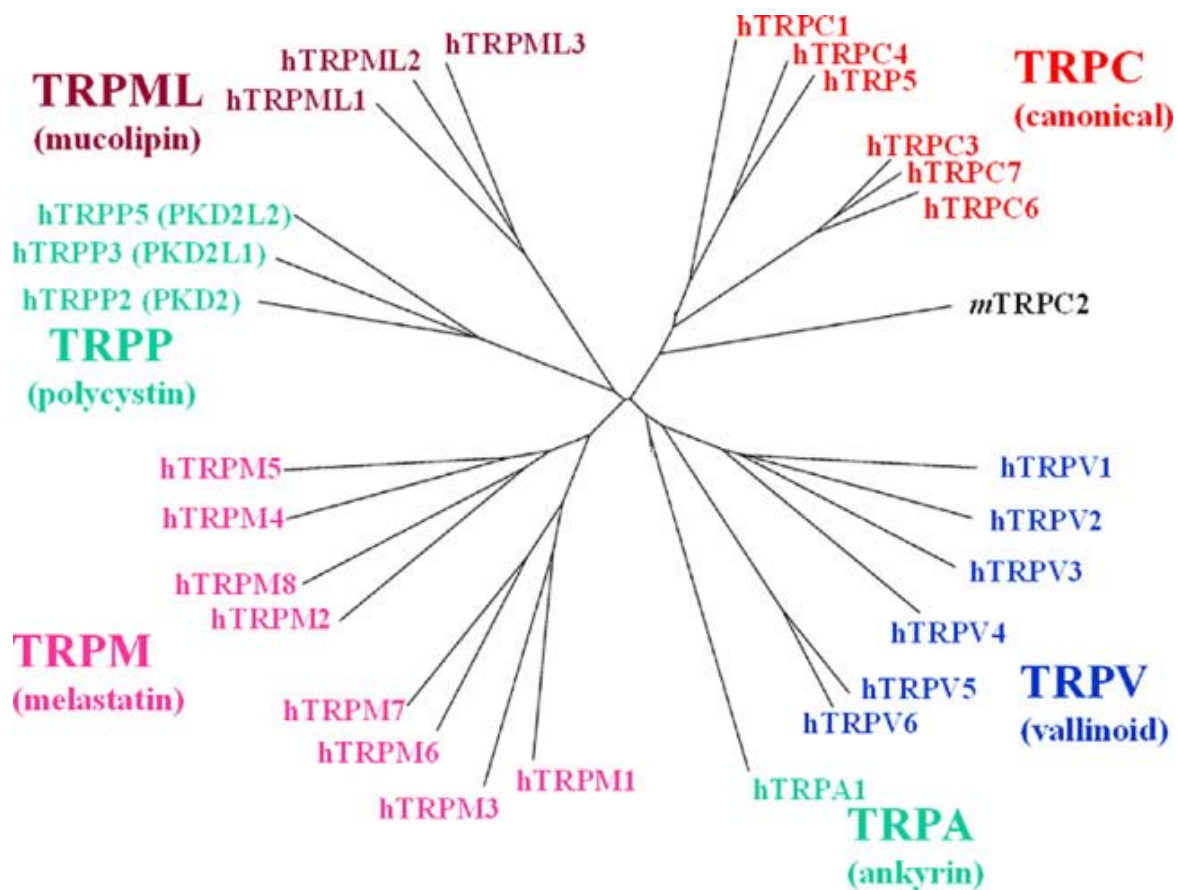 hTRPML3
hTRPML2
hTRPML1
TRPML
(mucolipin)
hTRPC1
hTRPC4
hTRP5
TRPC
(canonical)
hTRPC3
hTRPC7
hTRPC6
mTRPC2
hTRPP5 (PKD2L2)
hTRPP3 (PKD2L1)
hTRPP2 (PKD2)
TRPP
(polycystin)
hTRPM5
hTRPM4
hTRPM8
hTRPM2
TRPM
(melastatin)
hTRPM7
hTRPM6
hTRPM3
hTRPM1
hTRPV1
hTRPV2
hTRPV3
hTRPV4
hTRPV5
hTRPV6
TRPV
(vallinoid)
hTRPA1
TRPA
(ankyrin)